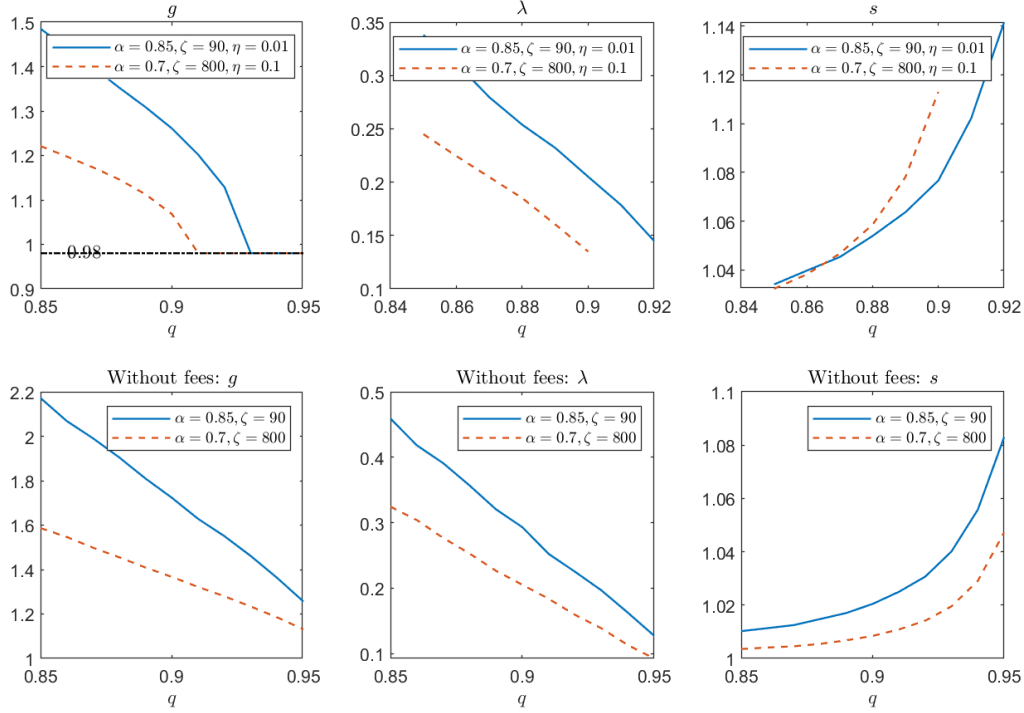 g
1.5
1.4
1.3
1.2
1.1
1
0.9
0.98
0.85 0.9 0.95
q
α = 0.85, ζ = 90, η = 0.01
α = 0.7, ζ = 800, η = 0.1
λ
0.35
0.3
0.25
0.2
0.15
0.1
0.84 0.86 0.88 0.9 0.92
q
α = 0.85, ζ = 90, η = 0.01
α = 0.7, ζ = 800, η = 0.1
s
1.14
1.12
1.1
1.08
1.06
1.04
0.84 0.86 0.88 0.9 0.92
q
α = 0.85, ζ = 90, η = 0.01
α = 0.7, ζ = 800, η = 0.1
Without fees: g
2.2
2
1.8
1.6
1.4
1.2
1
0.85 0.9 0.95
q
α = 0.85, ζ = 90
α = 0.7, ζ = 800
Without fees: λ
0.5
0.4
0.3
0.2
0.1
0.85 0.9 0.95
q
α = 0.85, ζ = 90
α = 0.7, ζ = 800
Without fees: s
1.1
1.08
1.06
1.04
1.02
1
0.85 0.9 0.95
q
α = 0.85, ζ = 90
α = 0.7, ζ = 800